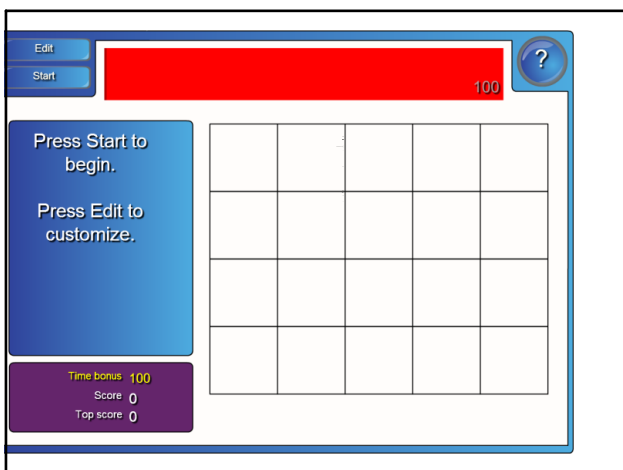 Edit
Start
100
?
Press Start to
begin.
Press Edit to
customize.
Time bonus 100
Score 0
Top score 0